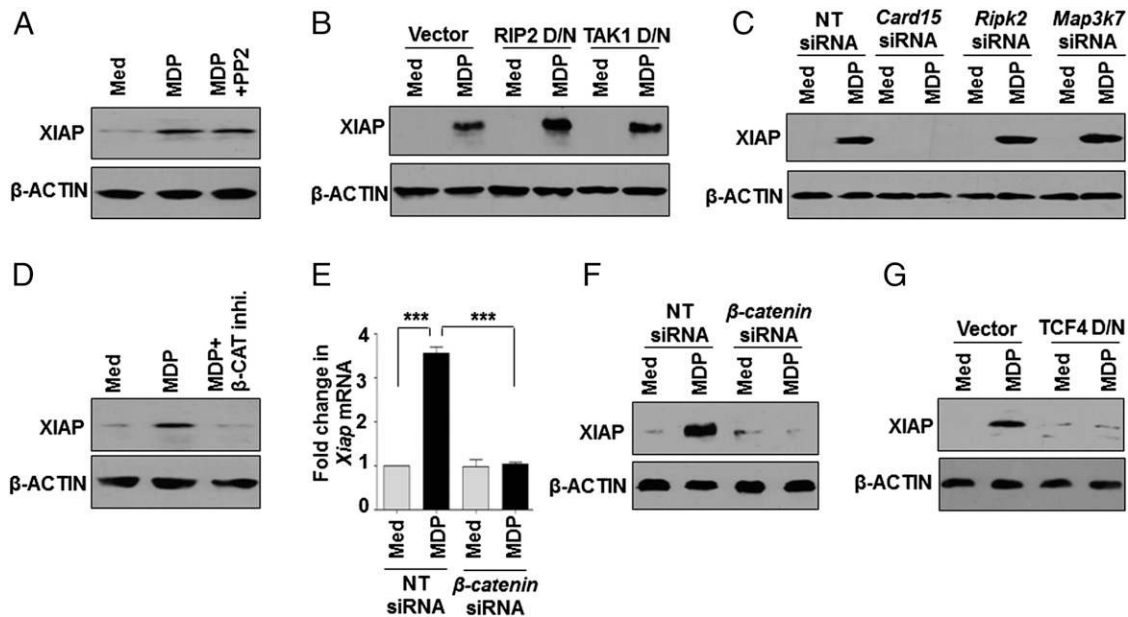 A
Med
MDP
MDP
+PP2
XIAP
β-ACTIN
B
Vector RIP2 D/N TAK1 D/N
Med MDP Med MDP Med MDP
XIAP
β-ACTIN
C
NT Card15 Ripk2 Map3k7
siRNA siRNA siRNA siRNA
Med MDP Med MDP Med MDP Med MDP
XIAP
β-ACTIN
D
Med
MDP
MDP+
β-CAT inhi.
XIAP
β-ACTIN
E
Fold change in
Xiap mRNA
4
3
2
1
0
*** ***
Med MDP Med MDP
NT β-catenin
siRNA siRNA
F
NT β-catenin
siRNA siRNA
Med MDP Med MDP
XIAP
β-ACTIN
G
Vector TCF4 D/N
Med MDP Med MDP
XIAP
β-ACTIN